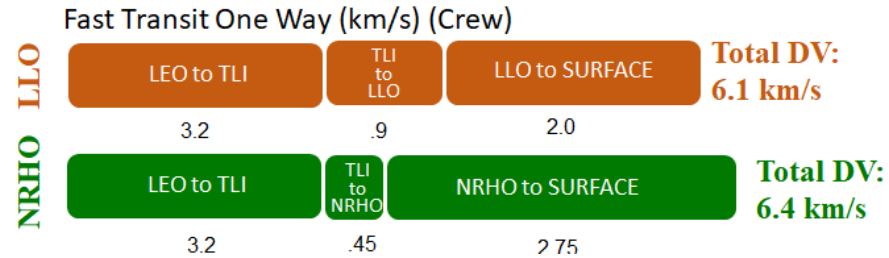 Fast Transit One Way (km/s) (Crew)
LLO
LEO to TLI
TLI
to
LLO
LLO to SURFACE
Total DV:
6.1 km/s
3.2
.9
2.0
NRHO
LEO to TLI
TLI
to
NRHO
NRHO to SURFACE
Total DV:
6.4 km/s
3.2
.45
2.75